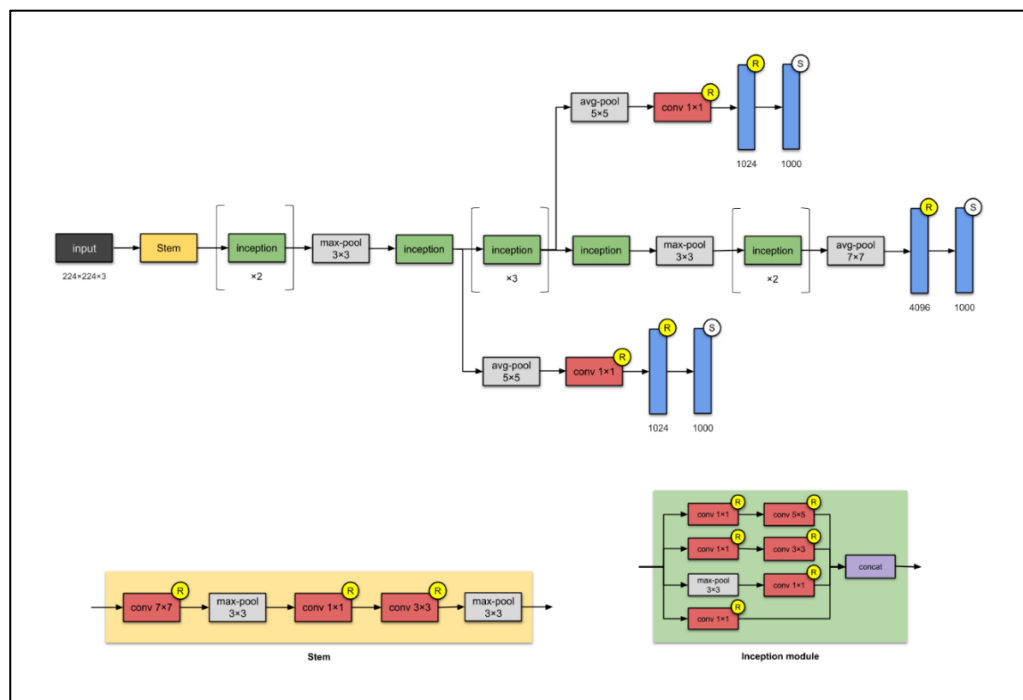 R
S
avg-pool
5×5
R
conv 1×1
1024
1000
R
S
input
Stem
inception
×2
max-pool
3×3
inception
inception
×3
inception
max-pool
3×3
inception
×2
avg-pool
7×7
224×224×3
4096
1000
R
S
avg-pool
5×5
R
conv 1×1
1024
1000
R
conv 7×7
max-pool
3×3
R
conv 1×1
R
conv 3×3
max-pool
3×3
Stem
R
conv 1×1
R
conv 5×5
R
conv 1×1
R
conv 3×3
max-pool
3×3
R
conv 1×1
R
conv 1×1
concat
Inception module